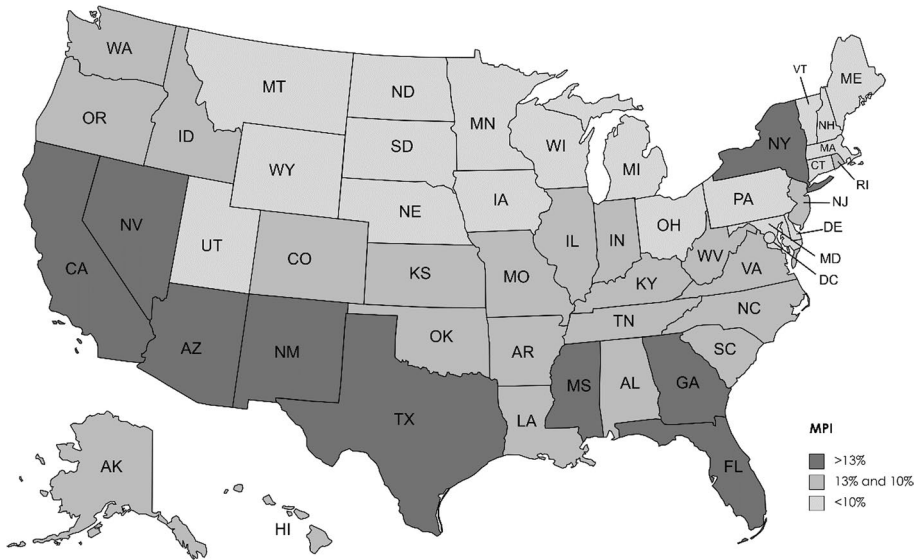 WA
MT
ND
MN
VT
ME
OR
ID
WY
SD
WI
MI
NY
NH
MA
CT
RI
NV
UT
NE
IA
PA
NJ
CA
CO
KS
MO
IL
IN
OH
WV
VA
DE
MD
DC
KY
AZ
NM
OK
AR
TN
NC
SC
TX
LA
MS
AL
GA
FL
AK
HI
MPI
>13%
13% and 10%
<10%